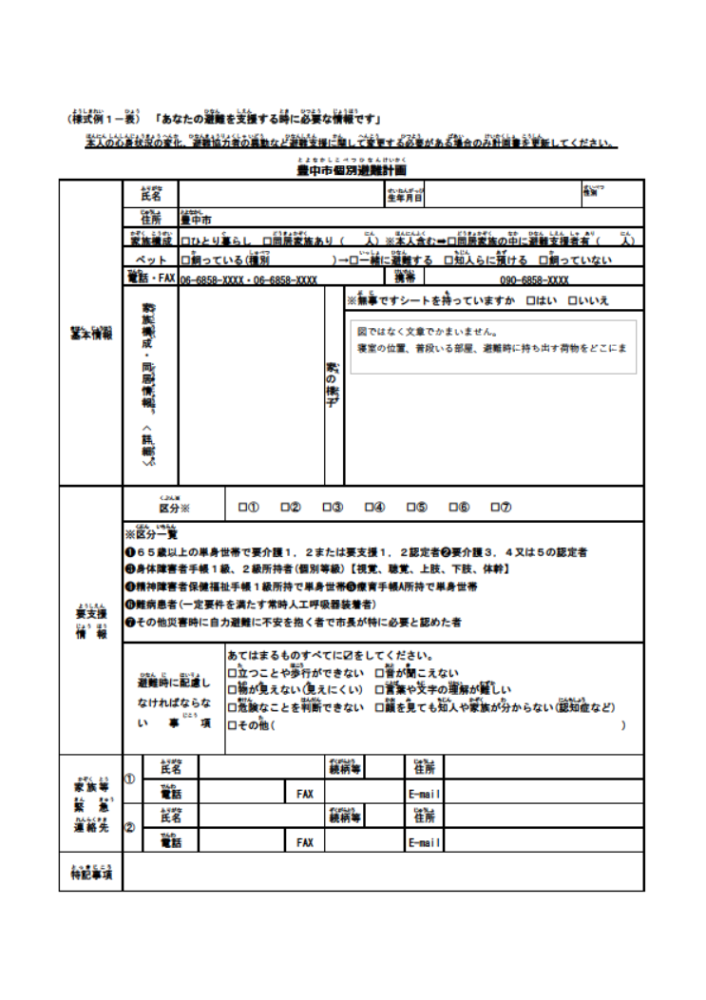 （様式例１－表）「あなたの避難を支援する時に必要な情報です」
本人の心身状況の変化、避難協力者の異動など避難支援に関して変更する必要がある場合のみ計画書を更新してください。
豊中市個別避難計画
氏名 生年月日 性別
住所 豊中市
家族構成 □ひとり暮らし □同居家族あり（ 人）※本人含む➡□同居家族の中に避難支援者有（ 人）
ペット □飼っている(種別 )→□一緒に避難する □知人らに預ける □飼っていない
電話・FAX 06-6858-XXXX・06-6858-XXXX 携帯 090-6858-XXXX
基本情報
家族構成・同居情報〈詳細〉
家の様子
※無事ですシートを持っていますか □はい □いいえ
図ではなく文章でかまいません。
寝室の位置、普段いる部屋、避難時に持ち出す荷物をどこにま
要支援情報
区分※ □① □② □③ □④ □⑤ □⑥ □⑦
※区分一覧
❶６５歳以上の単身世帯で要介護１，２または要支援１，２認定者❷要介護３．４又は５の認定者
❸身体障害者手帳１級、２級所持者(個別等級)【視覚、聴覚、上肢、下肢、体幹】
❹精神障害者保健福祉手帳１級所持で単身世帯❺療育手帳A所持で単身世帯
❻難病患者(一定要件を満たす常時人工呼吸器装着者)
❼その他災害時に自力避難に不安を抱く者で市長が特に必要と認めた者
避難時に配慮しなければならない事項
あてはまるものすべてに☑をしてください。
□立つことや歩行ができない □音が聞こえない
□物が見えない(見えにくい) □言葉や文字の理解が難しい
□危険なことを判断できない □顔を見ても知人や家族が分からない(認知症など)
□その他( )
家族等緊急連絡先
① 氏名 続柄等 住所
電話 FAX E-mail
② 氏名 続柄等 住所
電話 FAX E-mail
特記事項